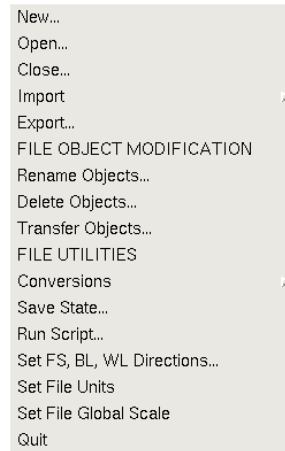 New...
Open...
Close...
Import
Export...
FILE OBJECT MODIFICATION
Rename Objects...
Delete Objects...
Transfer Objects...
FILE UTILITIES
Conversions
Save State...
Run Script...
Set FS, BL, WL Directions...
Set File Units
Set File Global Scale
Quit